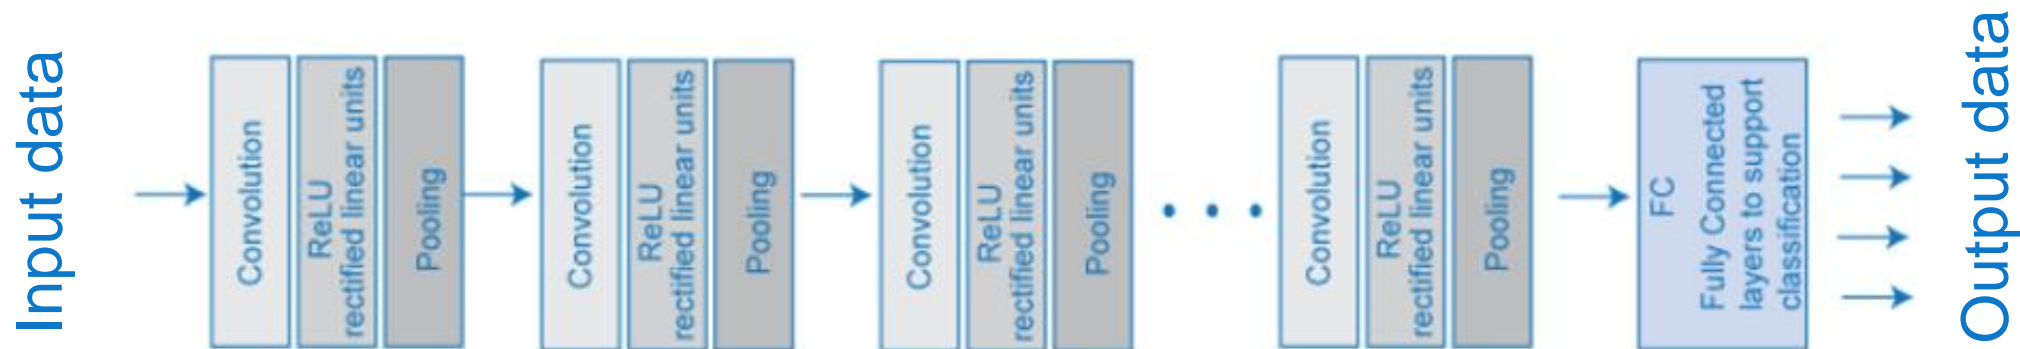 Input data
Convolution
ReLU
rectified linear units
Pooling
Convolution
ReLU
rectified linear units
Pooling
Convolution
ReLU
rectified linear units
Pooling
Convolution
ReLU
rectified linear units
Pooling
FC
Fully Connected
layers to support
classification
Output data